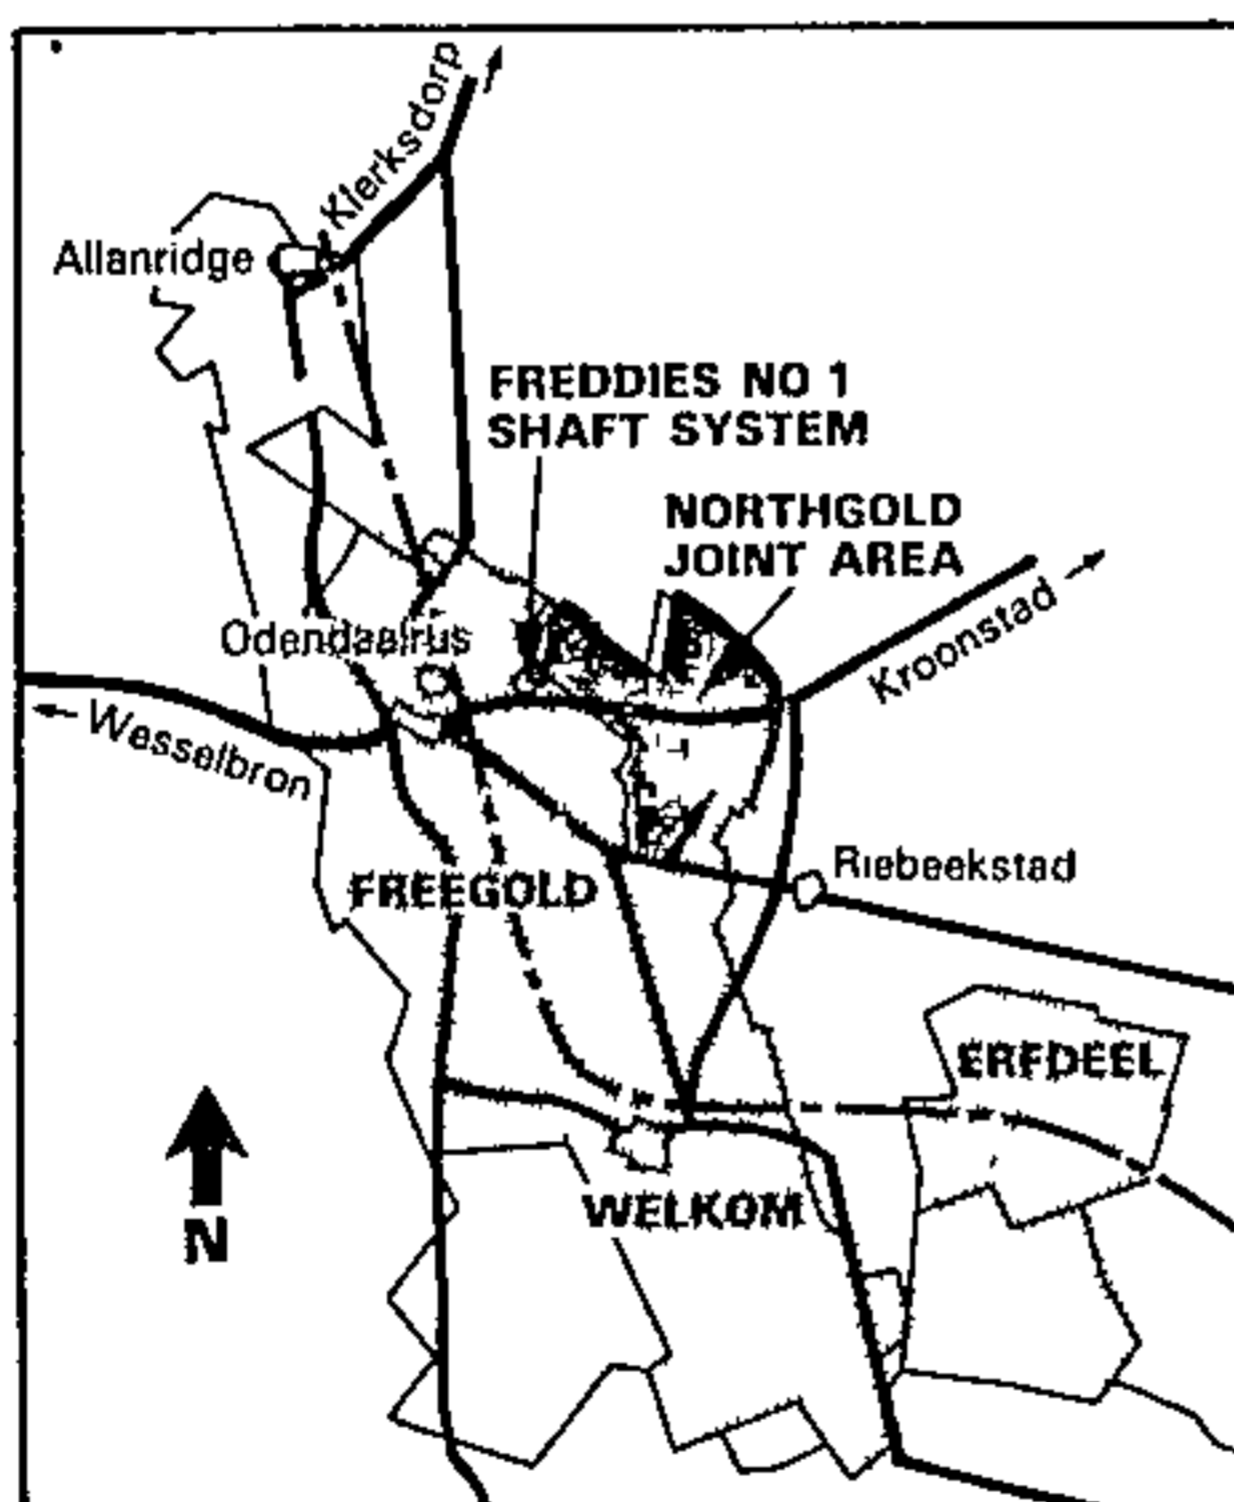 Klerksdorp
Allanridge
FREDDIES NO 1
SHAFT SYSTEM
NORTHGOLD
JOINT AREA
Kroonstad
Odendaalrus
Wesselbron
Riebeekstad
FREEGOLD
ERFDEEL
WELKOM
N